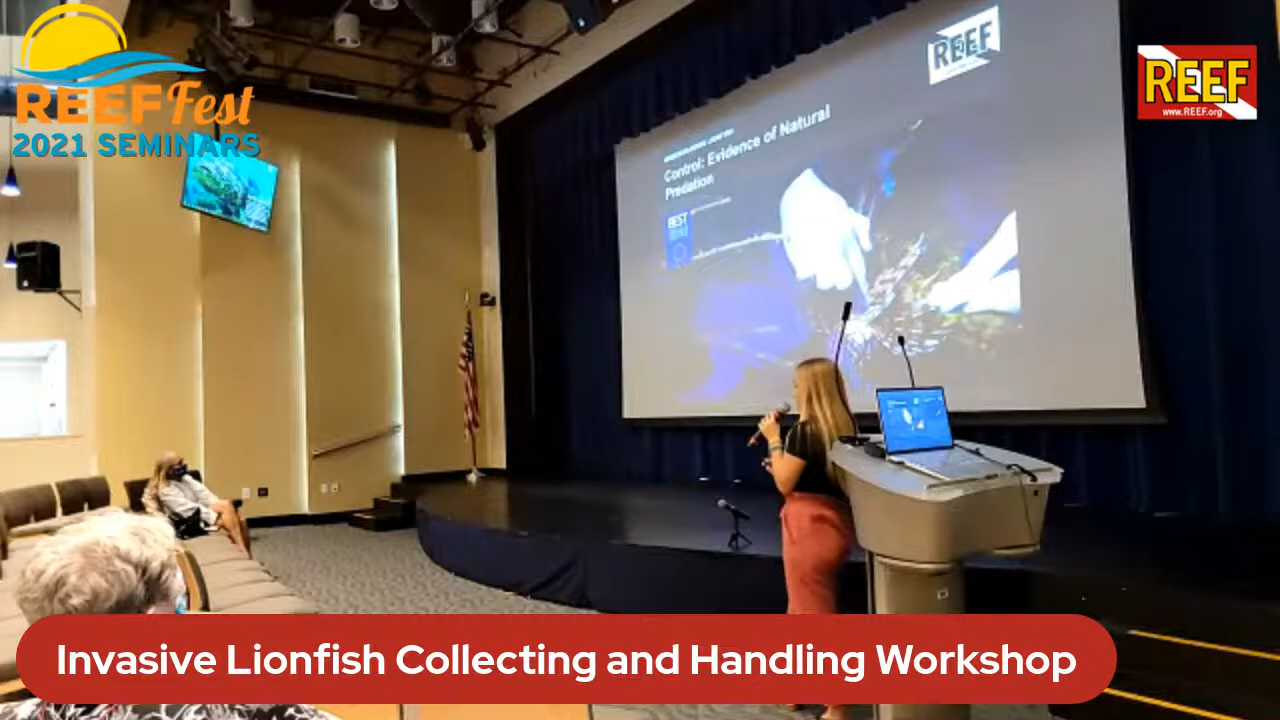 REEF Fest
2021 SEMINARS
REEF
www.REEF.org
REEF
Control: Evidence of Natural
Predation
BEST
Invasive Lionfish Collecting and Handling Workshop